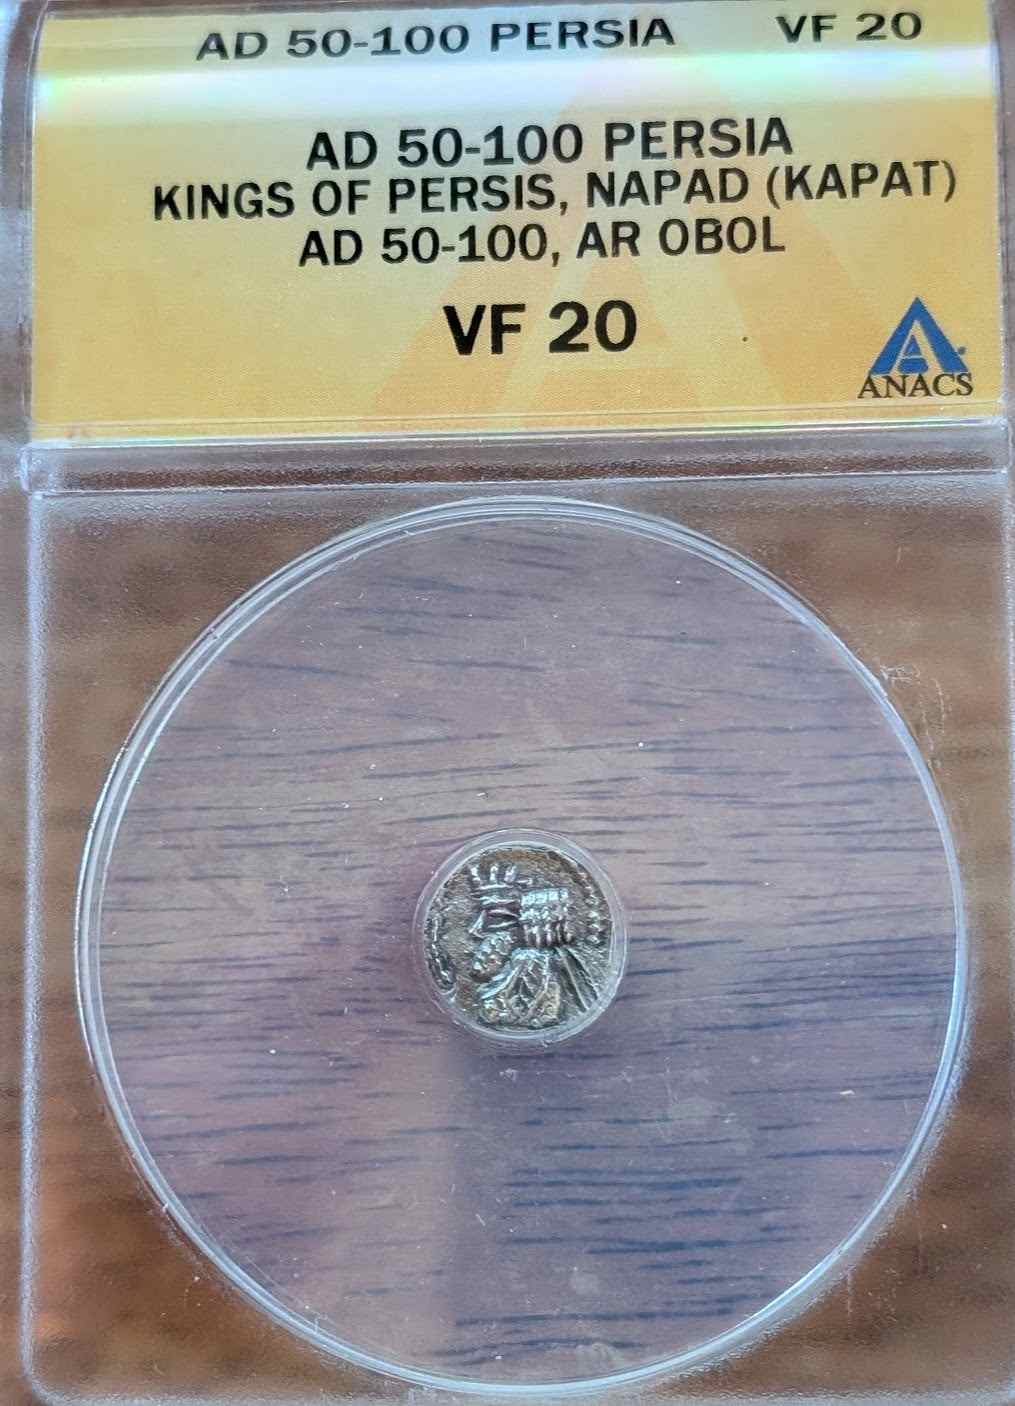 AD 50-100 PERSIA VF 20
AD 50-100 PERSIA
KINGS OF PERSIS, NAPAD (KAPAT)
AD 50-100, AR OBOL
VF 20
ANACS